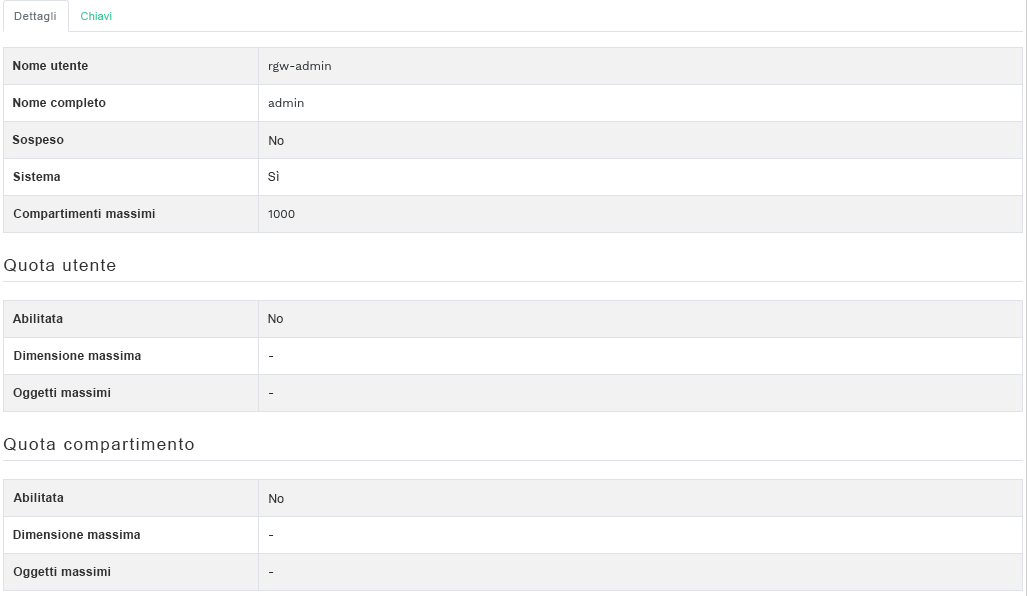 Dettagli Chiavi
Nome utente rgw-admin
Nome completo admin
Sospeso No
Sistema Sì
Compartimenti massimi 1000
Quota utente
Abilitata No
Dimensione massima -
Oggetti massimi -
Quota compartimento
Abilitata No
Dimensione massima -
Oggetti massimi -